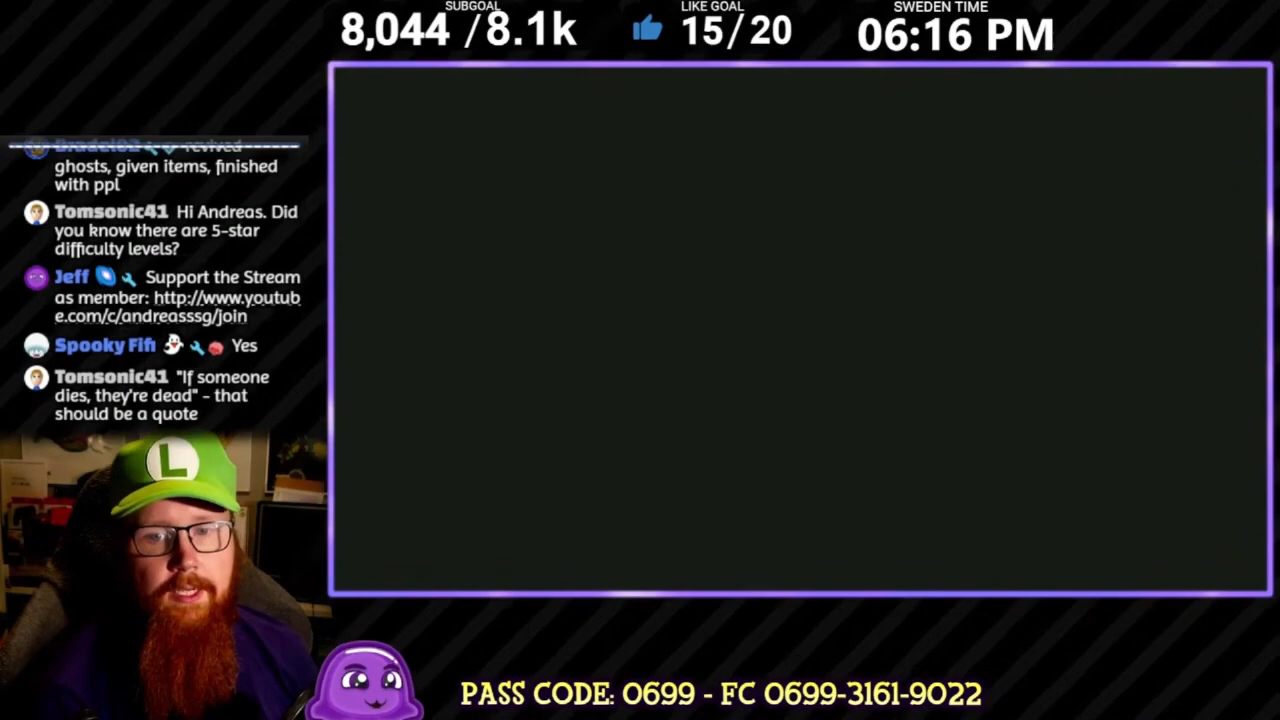 SUBGOAL
8,044 /8.1k
LIKE GOAL
15/20
SWEDEN TIME
06:16 PM
revived
ghosts, given items, finished
with ppl
Tomsonic41 Hi Andreas. Did
you know there are 5-star
difficulty levels?
Jeff Support the Stream
as member: http://www.youtub
e.com/c/andreasssg/join
Spooky Fifi Yes
Tomsonic41 "If someone
dies, they're dead" - that
should be a quote
L
PASS CODE: 0699 - FC 0699-3161-9022